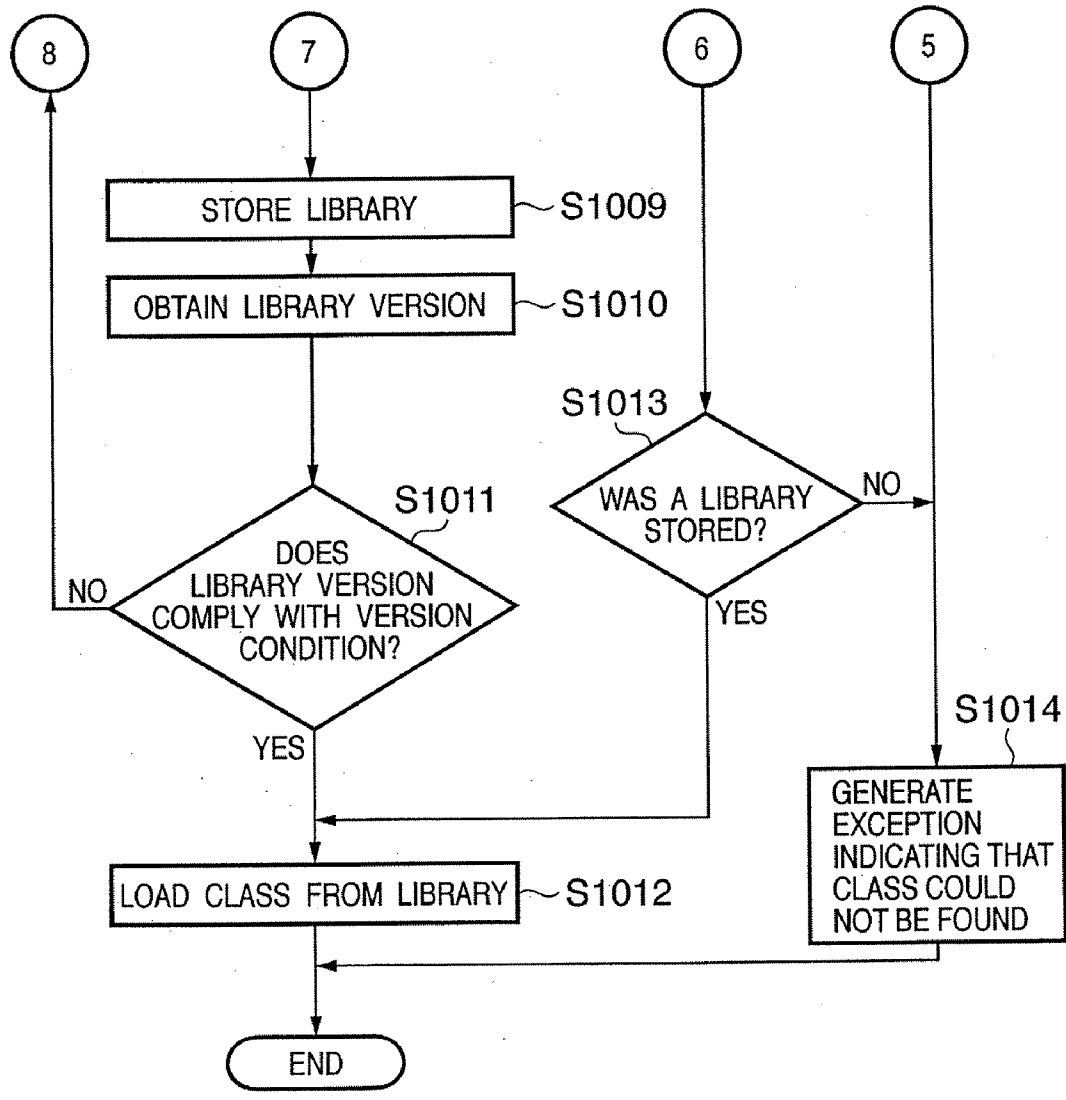 8
7
6
5
STORE LIBRARY
S1009
OBTAIN LIBRARY VERSION
S1010
S1013
WAS A LIBRARY
STORED?
NO
YES
S1011
DOES
LIBRARY VERSION
COMPLY WITH VERSION
CONDITION?
NO
YES
S1014
GENERATE
EXCEPTION
INDICATING THAT
CLASS COULD
NOT BE FOUND
LOAD CLASS FROM LIBRARY
S1012
END